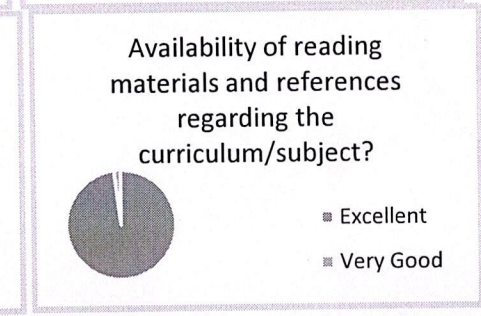 Availability of reading
materials and references
regarding the
curriculum/subject?
Excellent
Very Good